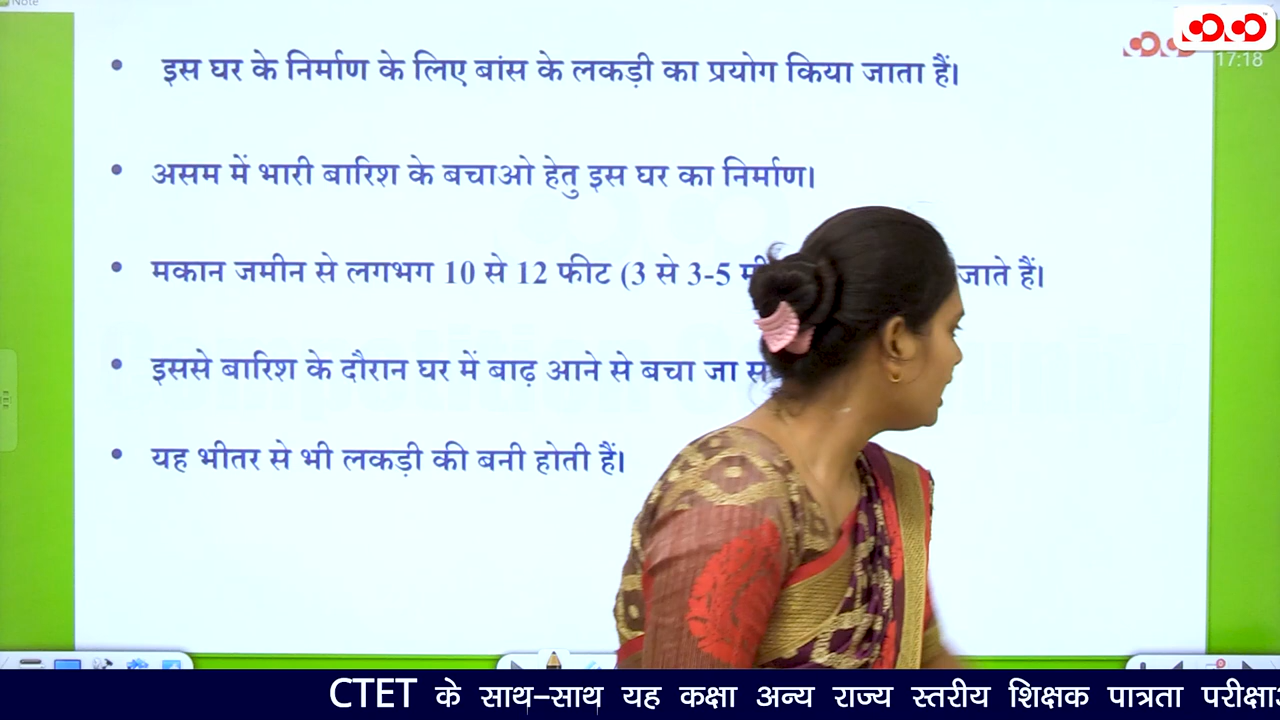 Note
17:18
• इस घर के निर्माण के लिए बांस के लकड़ी का प्रयोग किया जाता हैं।
• असम में भारी बारिश के बचाओ हेतु इस घर का निर्माण।
• मकान जमीन से लगभग 10 से 12 फीट (3 से 3-5 जाते हैं।
• इससे बारिश के दौरान घर में बाढ़ आने से बचा जा
• यह भीतर से भी लकड़ी की बनी होती हैं।
CTET के साथ-साथ यह कक्षा अन्य राज्य स्तरीय शिक्षक पात्रता